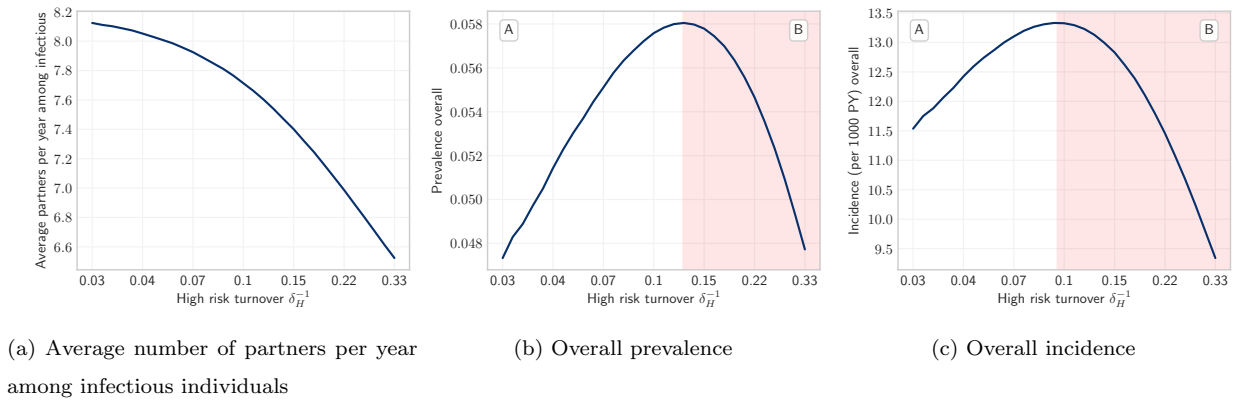 8.2
8.0
7.8
7.6
7.4
7.2
7.0
6.8
6.6
Average partners per year among infectious
0.03 0.04 0.07 0.1 0.15 0.22 0.33
High risk turnover δ_H^{-1}
A B
0.058
0.056
0.054
0.052
0.050
0.048
Prevalence overall
0.03 0.04 0.07 0.1 0.15 0.22 0.33
High risk turnover δ_H^{-1}
A B
13.5
13.0
12.5
12.0
11.5
11.0
10.5
10.0
9.5
Incidence (per 1000 PY) overall
0.03 0.04 0.07 0.1 0.15 0.22 0.33
High risk turnover δ_H^{-1}
(a) Average number of partners per year
among infectious individuals
(b) Overall prevalence
(c) Overall incidence